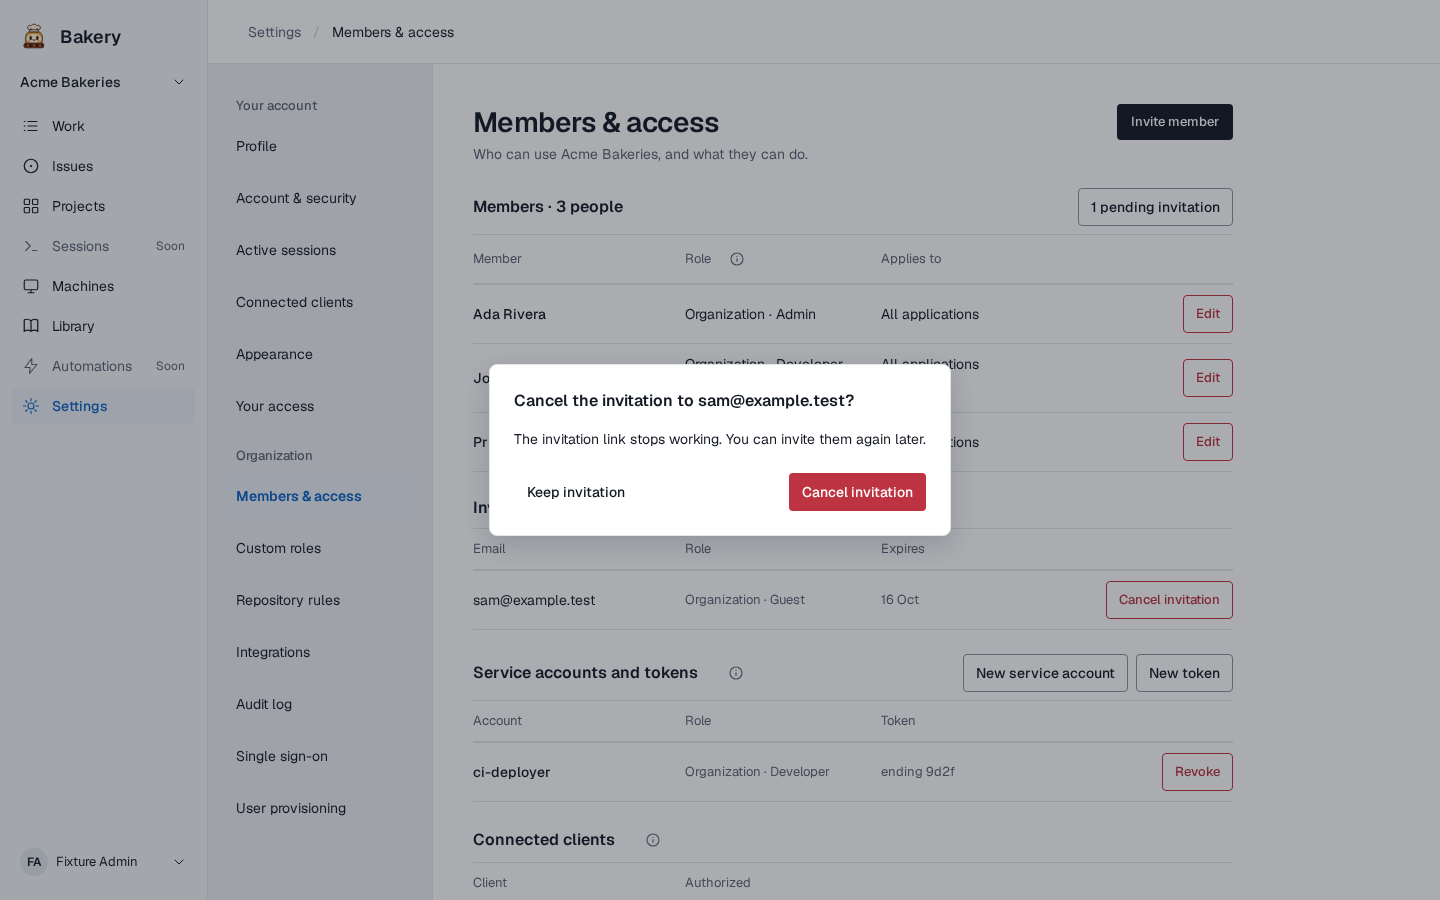 Bakery
Settings / Members & access
Acme Bakeries
Work
Issues
Projects
Sessions Soon
Machines
Library
Automations Soon
Settings
FA Fixture Admin
Your account
Profile
Account & security
Active sessions
Connected clients
Appearance
Your access
Organization
Members & access
Custom roles
Repository rules
Integrations
Audit log
Single sign-on
User provisioning
Members & access
Invite member
Who can use Acme Bakeries, and what they can do.
Members · 3 people
1 pending invitation
Member Role Applies to
Ada Rivera Organization · Admin All applications Edit
Organization · Developer All applications
Edit
Edit
Cancel the invitation to sam@example.test?
The invitation link stops working. You can invite them again later.
Keep invitation Cancel invitation
Email Role Expires
sam@example.test Organization · Guest 16 Oct Cancel invitation
Service accounts and tokens
New service account New token
Account Role Token
ci-deployer Organization · Developer ending 9d2f Revoke
Connected clients
Client Authorized